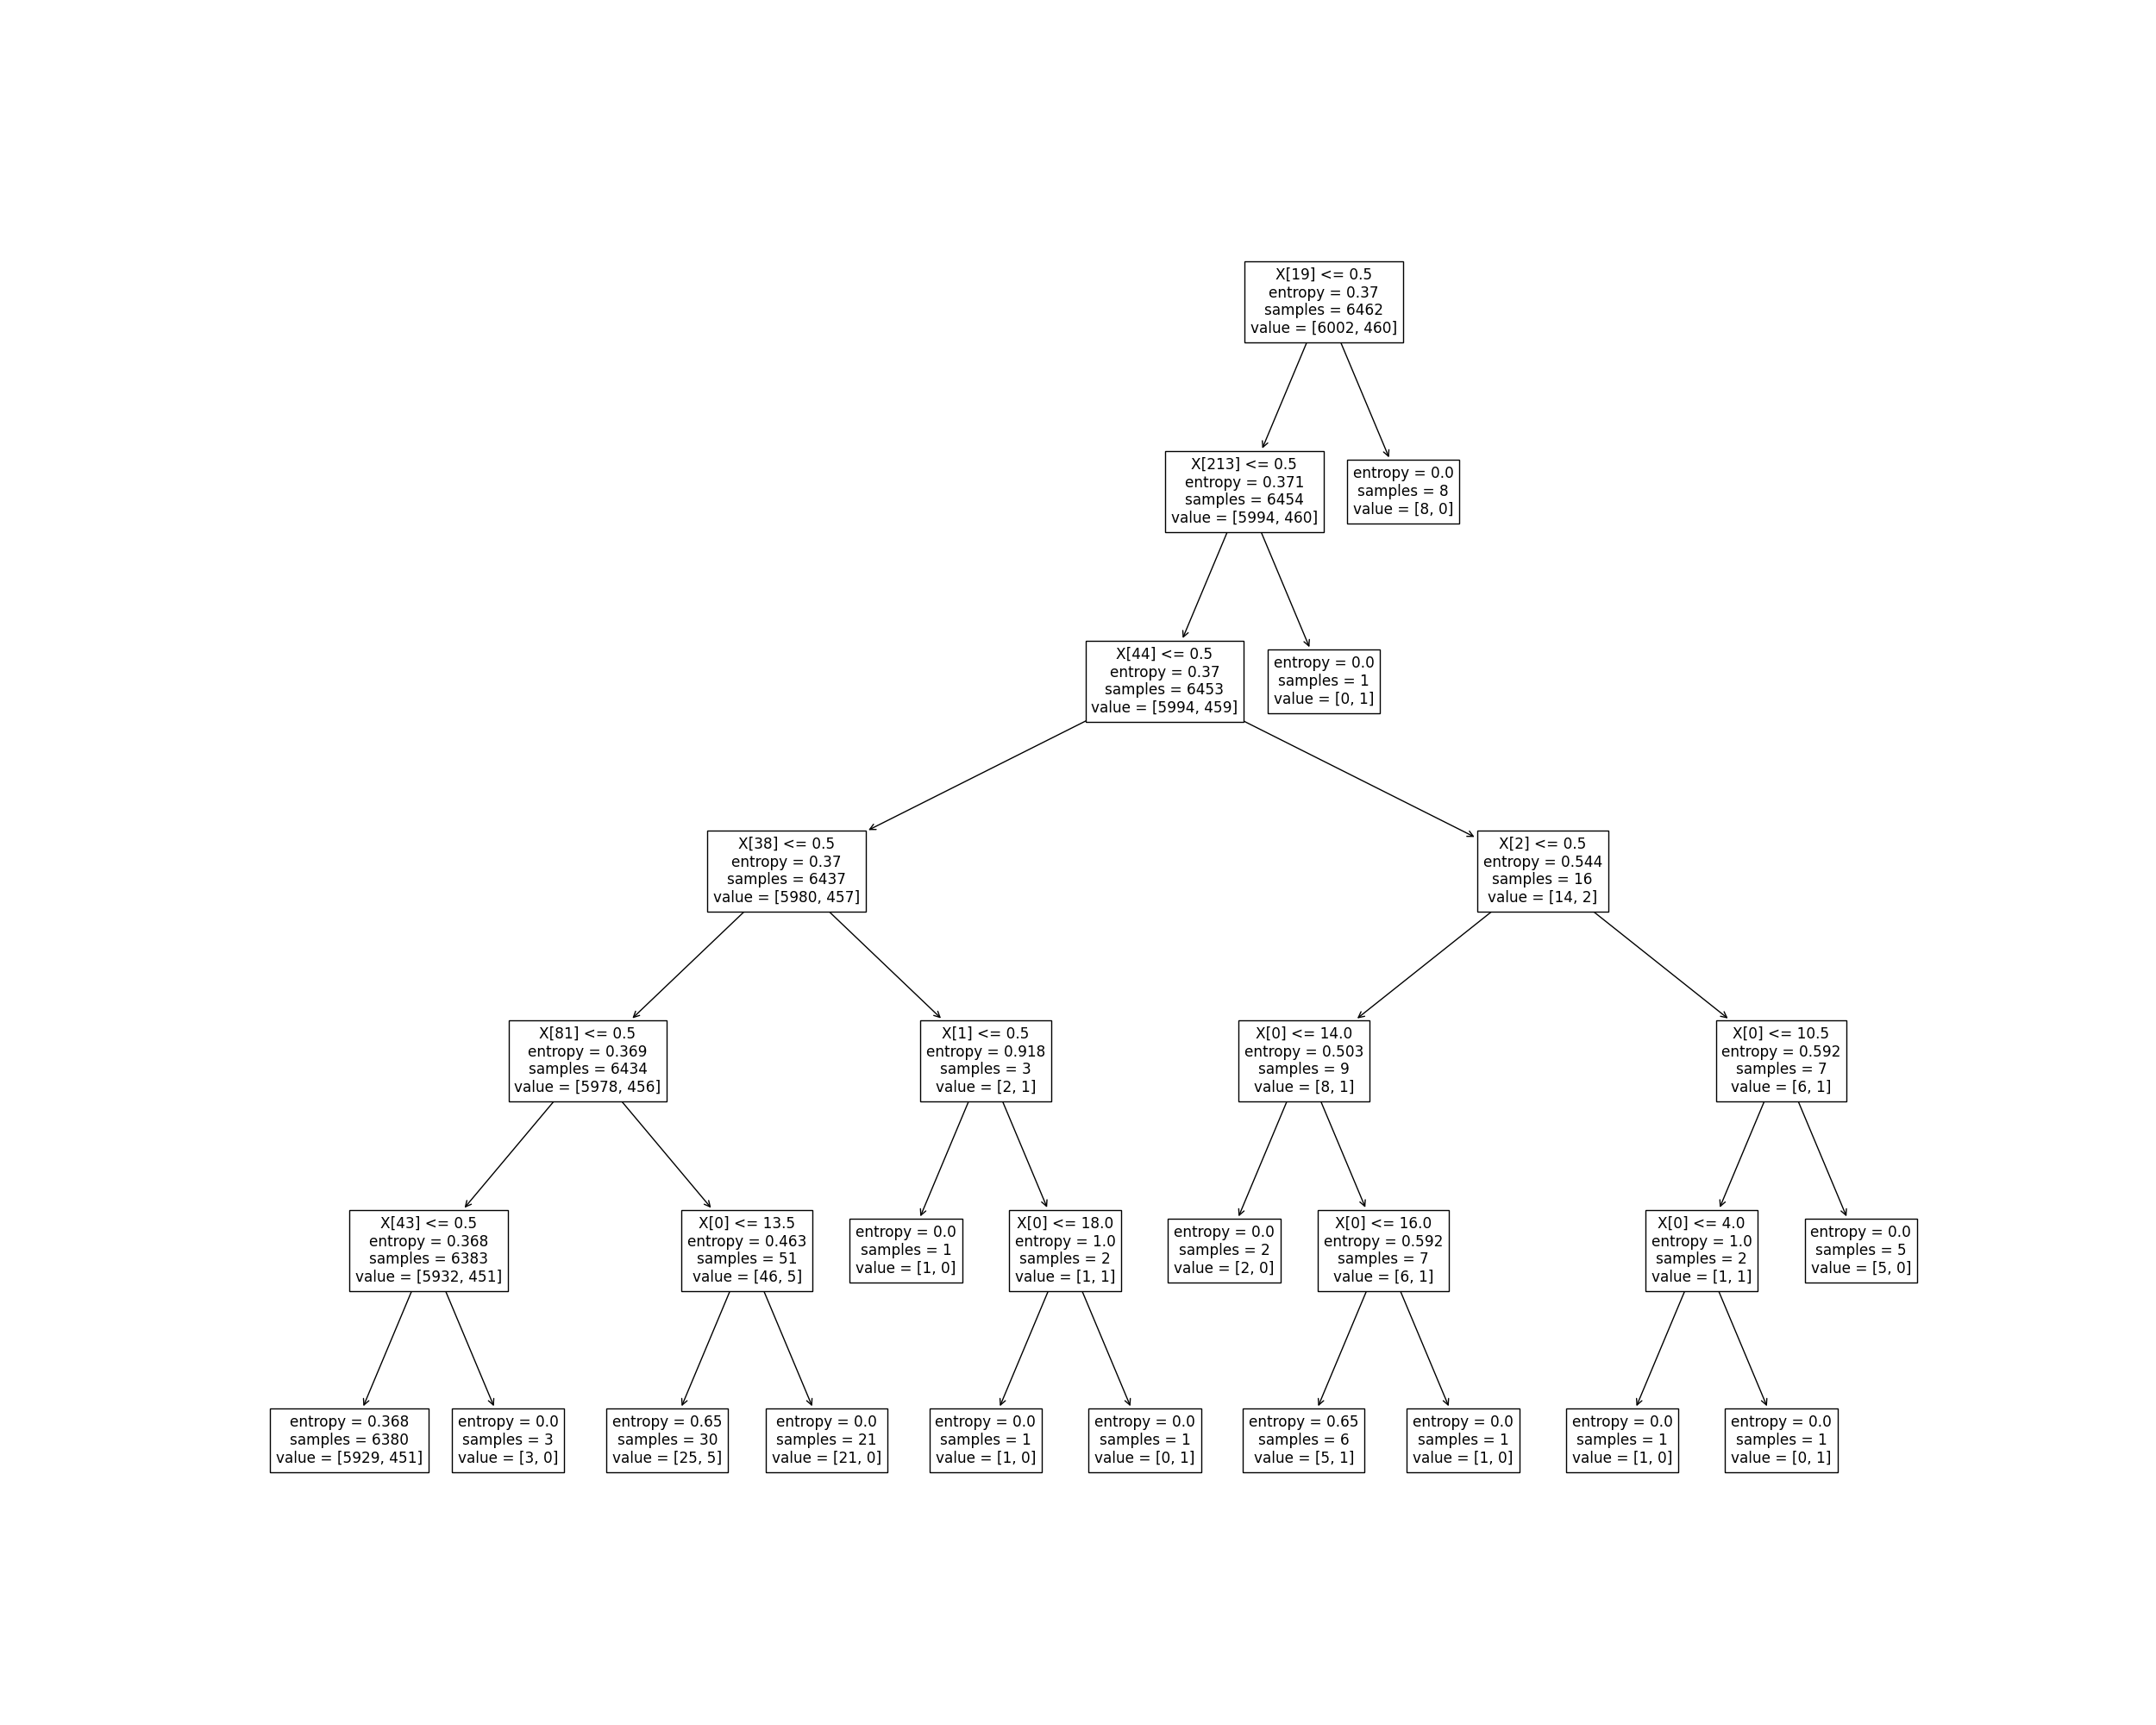 X[19] <= 0.5
entropy = 0.37
samples = 6462
value = [6002, 460]
X[213] <= 0.5
entropy = 0.371
samples = 6454
value = [5994, 460]
entropy = 0.0
samples = 8
value = [8, 0]
X[44] <= 0.5
entropy = 0.37
samples = 6453
value = [5994, 459]
entropy = 0.0
samples = 1
value = [0, 1]
X[38] <= 0.5
entropy = 0.37
samples = 6437
value = [5980, 457]
X[2] <= 0.5
entropy = 0.544
samples = 16
value = [14, 2]
X[81] <= 0.5
entropy = 0.369
samples = 6434
value = [5978, 456]
X[1] <= 0.5
entropy = 0.918
samples = 3
value = [2, 1]
X[0] <= 14.0
entropy = 0.503
samples = 9
value = [8, 1]
X[0] <= 10.5
entropy = 0.592
samples = 7
value = [6, 1]
X[43] <= 0.5
entropy = 0.368
samples = 6383
value = [5932, 451]
X[0] <= 13.5
entropy = 0.463
samples = 51
value = [46, 5]
entropy = 0.0
samples = 1
value = [1, 0]
X[0] <= 18.0
entropy = 1.0
samples = 2
value = [1, 1]
entropy = 0.0
samples = 2
value = [2, 0]
X[0] <= 16.0
entropy = 0.592
samples = 7
value = [6, 1]
X[0] <= 4.0
entropy = 1.0
samples = 2
value = [1, 1]
entropy = 0.0
samples = 5
value = [5, 0]
entropy = 0.368
samples = 6380
value = [5929, 451]
entropy = 0.0
samples = 3
value = [3, 0]
entropy = 0.65
samples = 30
value = [25, 5]
entropy = 0.0
samples = 21
value = [21, 0]
entropy = 0.0
samples = 1
value = [1, 0]
entropy = 0.0
samples = 1
value = [0, 1]
entropy = 0.65
samples = 6
value = [5, 1]
entropy = 0.0
samples = 1
value = [1, 0]
entropy = 0.0
samples = 1
value = [1, 0]
entropy = 0.0
samples = 1
value = [0, 1]